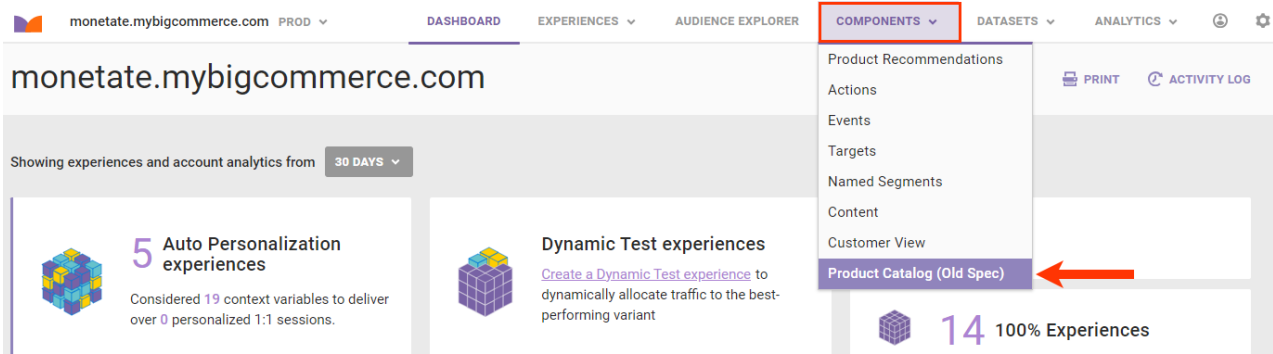 monetate.mybigcommerce.com PROD
DASHBOARD
EXPERIENCES
AUDIENCE EXPLORER
COMPONENTS
DATASETS
ANALYTICS
monetate.mybigcommerce.com
PRINT
ACTIVITY LOG
Product Recommendations
Actions
Events
Targets
Named Segments
Content
Customer View
Product Catalog (Old Spec)
Showing experiences and account analytics from
30 DAYS
5 Auto Personalization
experiences
Considered 19 context variables to deliver
over 0 personalized 1:1 sessions.
Dynamic Test experiences
Create a Dynamic Test experience to
dynamically allocate traffic to the best-
performing variant
14 100% Experiences